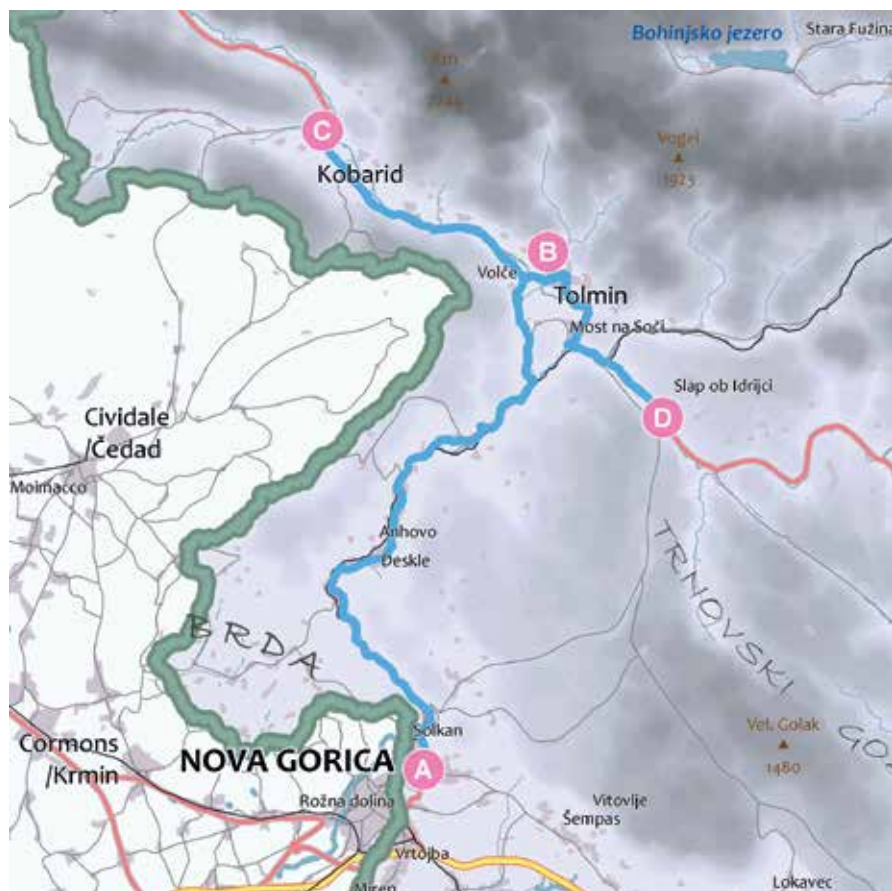 Bohinjsko jezero
Stara Fužina
Krn
2244
Vogel
1923
C
Kobarid
B
Volče
Tolmin
Most na Soči
Slap ob Idrijci
D
Cividale
/Čedad
Moimacco
Anhovo
Deskle
TRNOVSKI
BRDA
Solkan
Vel. Golak
1480
Cormons
/Krmin
NOVA GORICA
A
Rožna dolina
Vitovlje
Šempas
Vrtojba
Miren
Lokavec